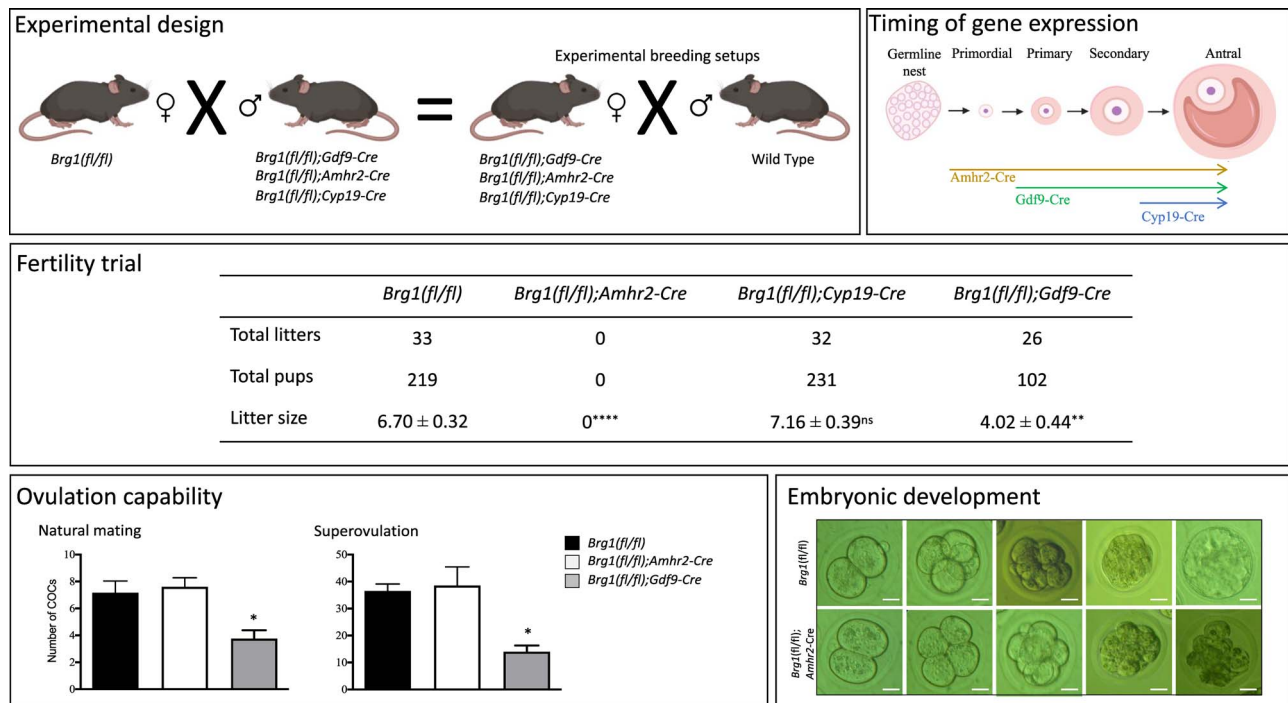 Experimental design
Experimental breeding setups
♀ X ♂ = ♀ X ♂
Brg1(fl/fl)
Brg1(fl/fl);Gdf9-Cre
Brg1(fl/fl);Amhr2-Cre
Brg1(fl/fl);Cyp19-Cre
Brg1(fl/fl);Gdf9-Cre
Brg1(fl/fl);Amhr2-Cre
Brg1(fl/fl);Cyp19-Cre
Wild Type
Timing of gene expression
Germline nest
Primordial
Primary
Secondary
Antral
Amhr2-Cre
Gdf9-Cre
Cyp19-Cre
Fertility trial
Brg1(fl/fl) Brg1(fl/fl);Amhr2-Cre Brg1(fl/fl);Cyp19-Cre Brg1(fl/fl);Gdf9-Cre
Total litters 33 0 32 26
Total pups 219 0 231 102
Litter size 6.70 ± 0.32 0**** 7.16 ± 0.39ns 4.02 ± 0.44**
Ovulation capability
Natural mating
Number of COCs
10
8
6
4
2
0
*
Superovulation
50
40
30
20
10
0
*
Brg1(fl/fl)
Brg1(fl/fl);Amhr2-Cre
Brg1(fl/fl);Gdf9-Cre
Embryonic development
Brg1(fl/fl)
Brg1(fl/fl);
Amhr2-Cre